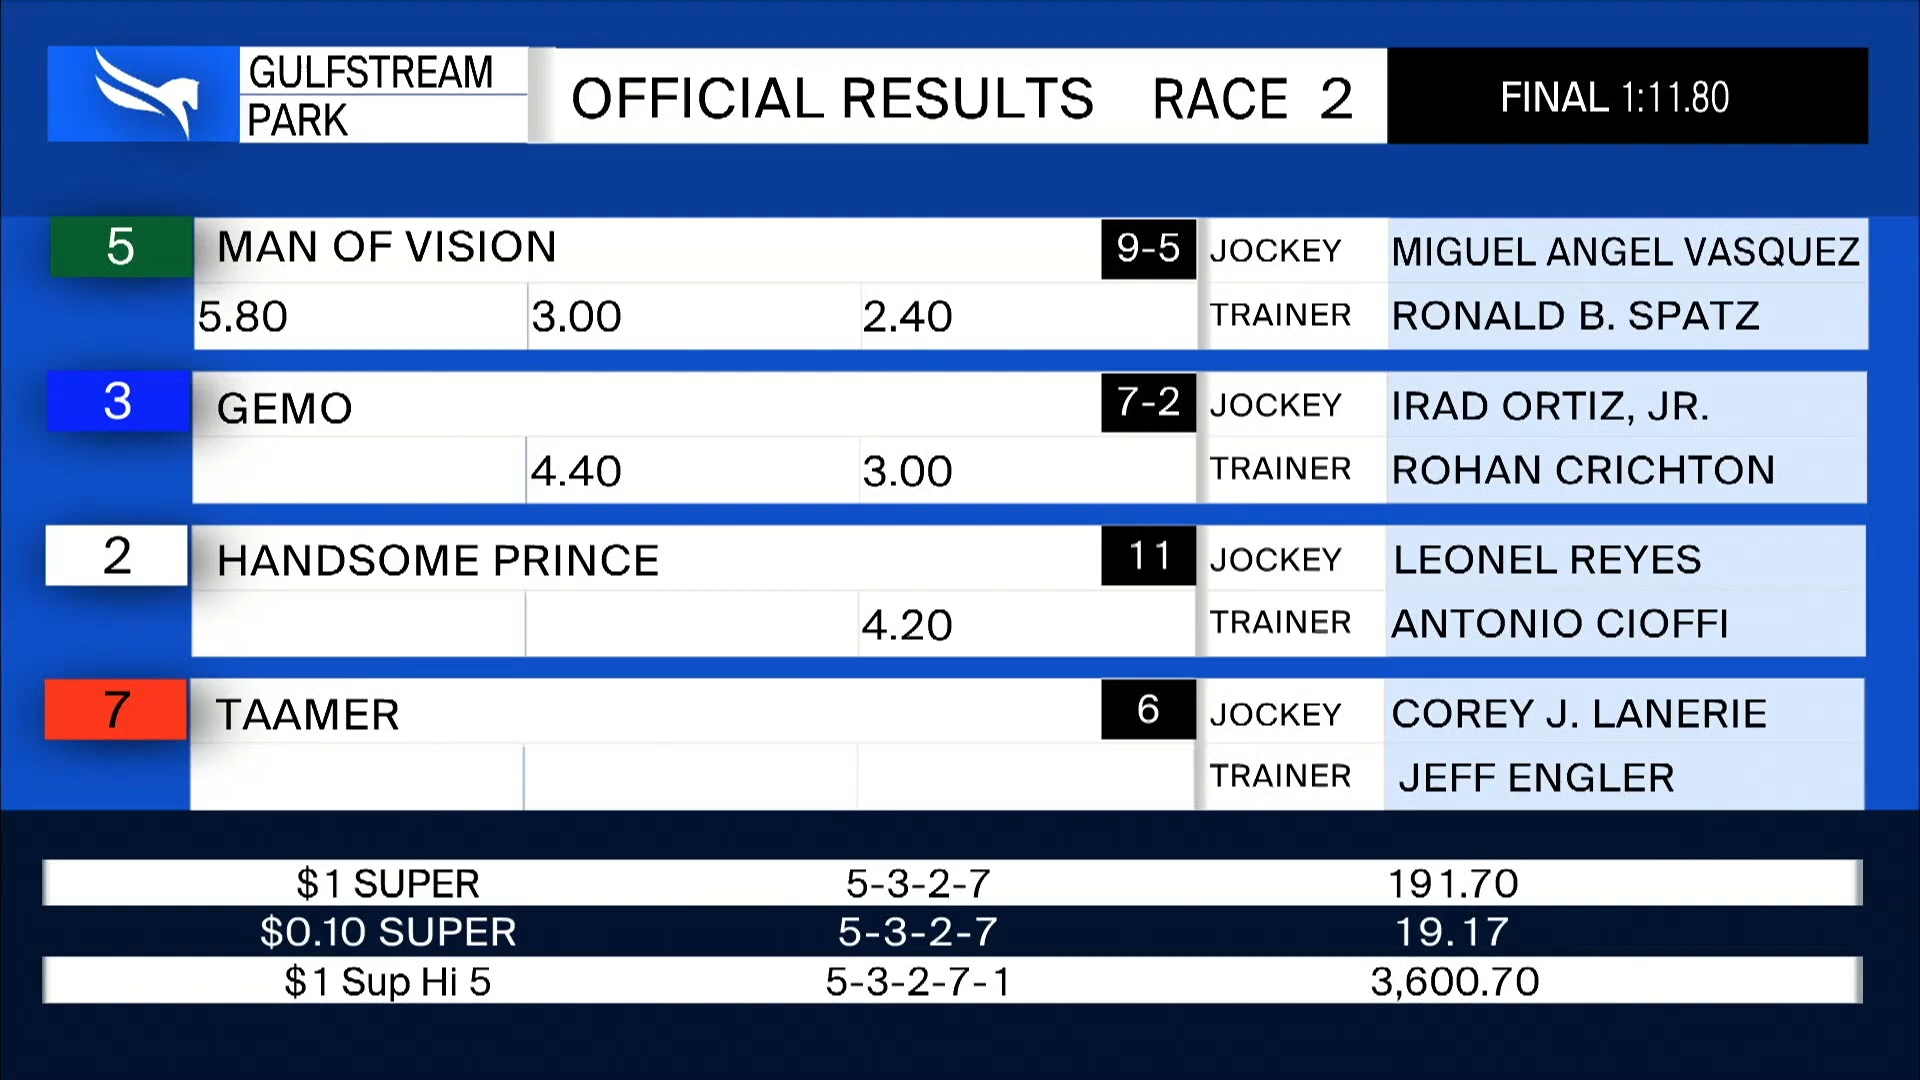 GULFSTREAM
PARK
OFFICIAL RESULTS RACE 2
FINAL 1:11.80
5 MAN OF VISION 9-5 JOCKEY MIGUEL ANGEL VASQUEZ
5.80 3.00 2.40 TRAINER RONALD B. SPATZ
3 GEMO 7-2 JOCKEY IRAD ORTIZ, JR.
4.40 3.00 TRAINER ROHAN CRICHTON
2 HANDSOME PRINCE 11 JOCKEY LEONEL REYES
4.20 TRAINER ANTONIO CIOFFI
7 TAAMER 6 JOCKEY COREY J. LANERIE
TRAINER JEFF ENGLER
$1 SUPER 5-3-2-7 191.70
$0.10 SUPER 5-3-2-7 19.17
$1 Sup Hi 5 5-3-2-7-1 3,600.70